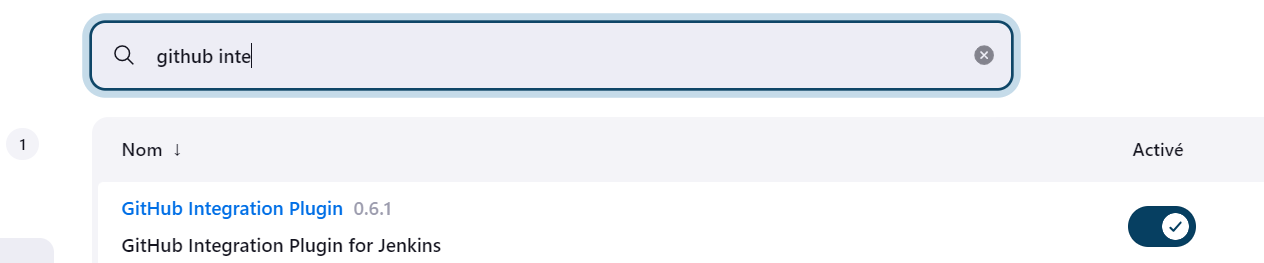 github inte
1
Nom ↓
Activé
GitHub Integration Plugin 0.6.1
GitHub Integration Plugin for Jenkins